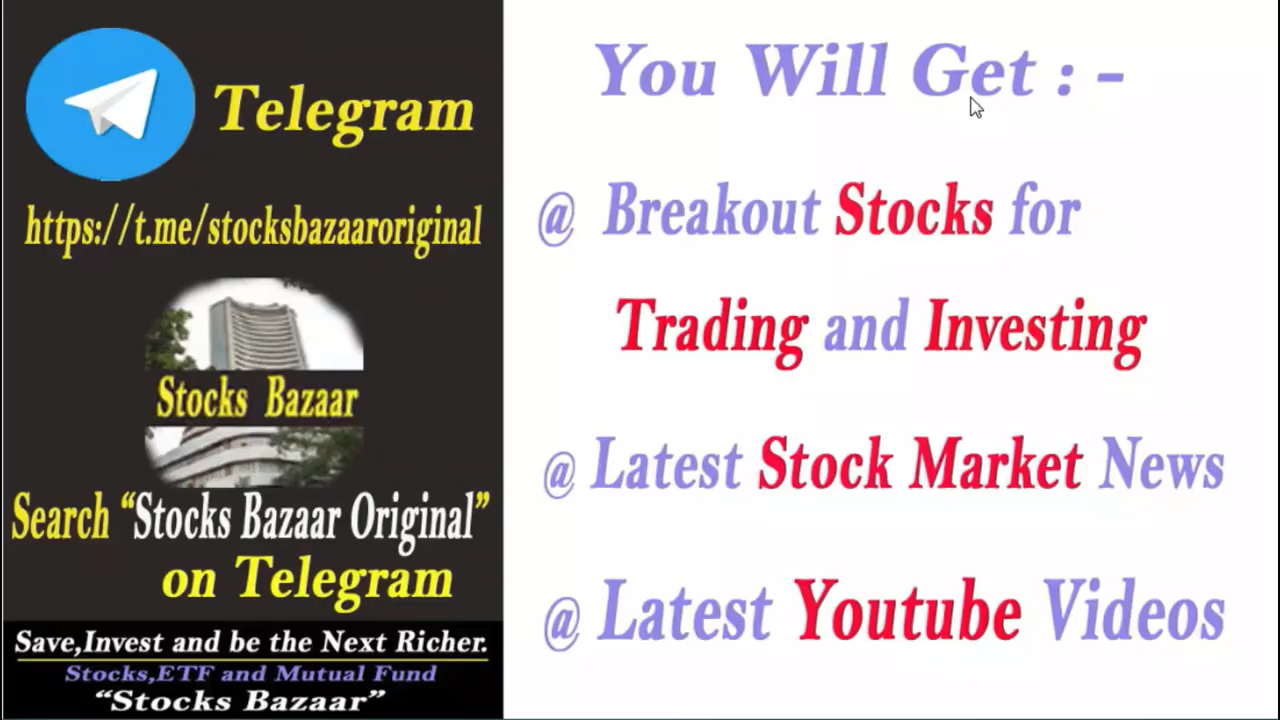 Telegram
https://t.me/stocksbazaaroriginal
Stocks Bazaar
Search “Stocks Bazaar Original”
on Telegram
Save,Invest and be the Next Richer.
Stocks,ETF and Mutual Fund
“Stocks Bazaar”
You Will Get : -
@ Breakout Stocks for
Trading and Investing
@ Latest Stock Market News
@ Latest Youtube Videos